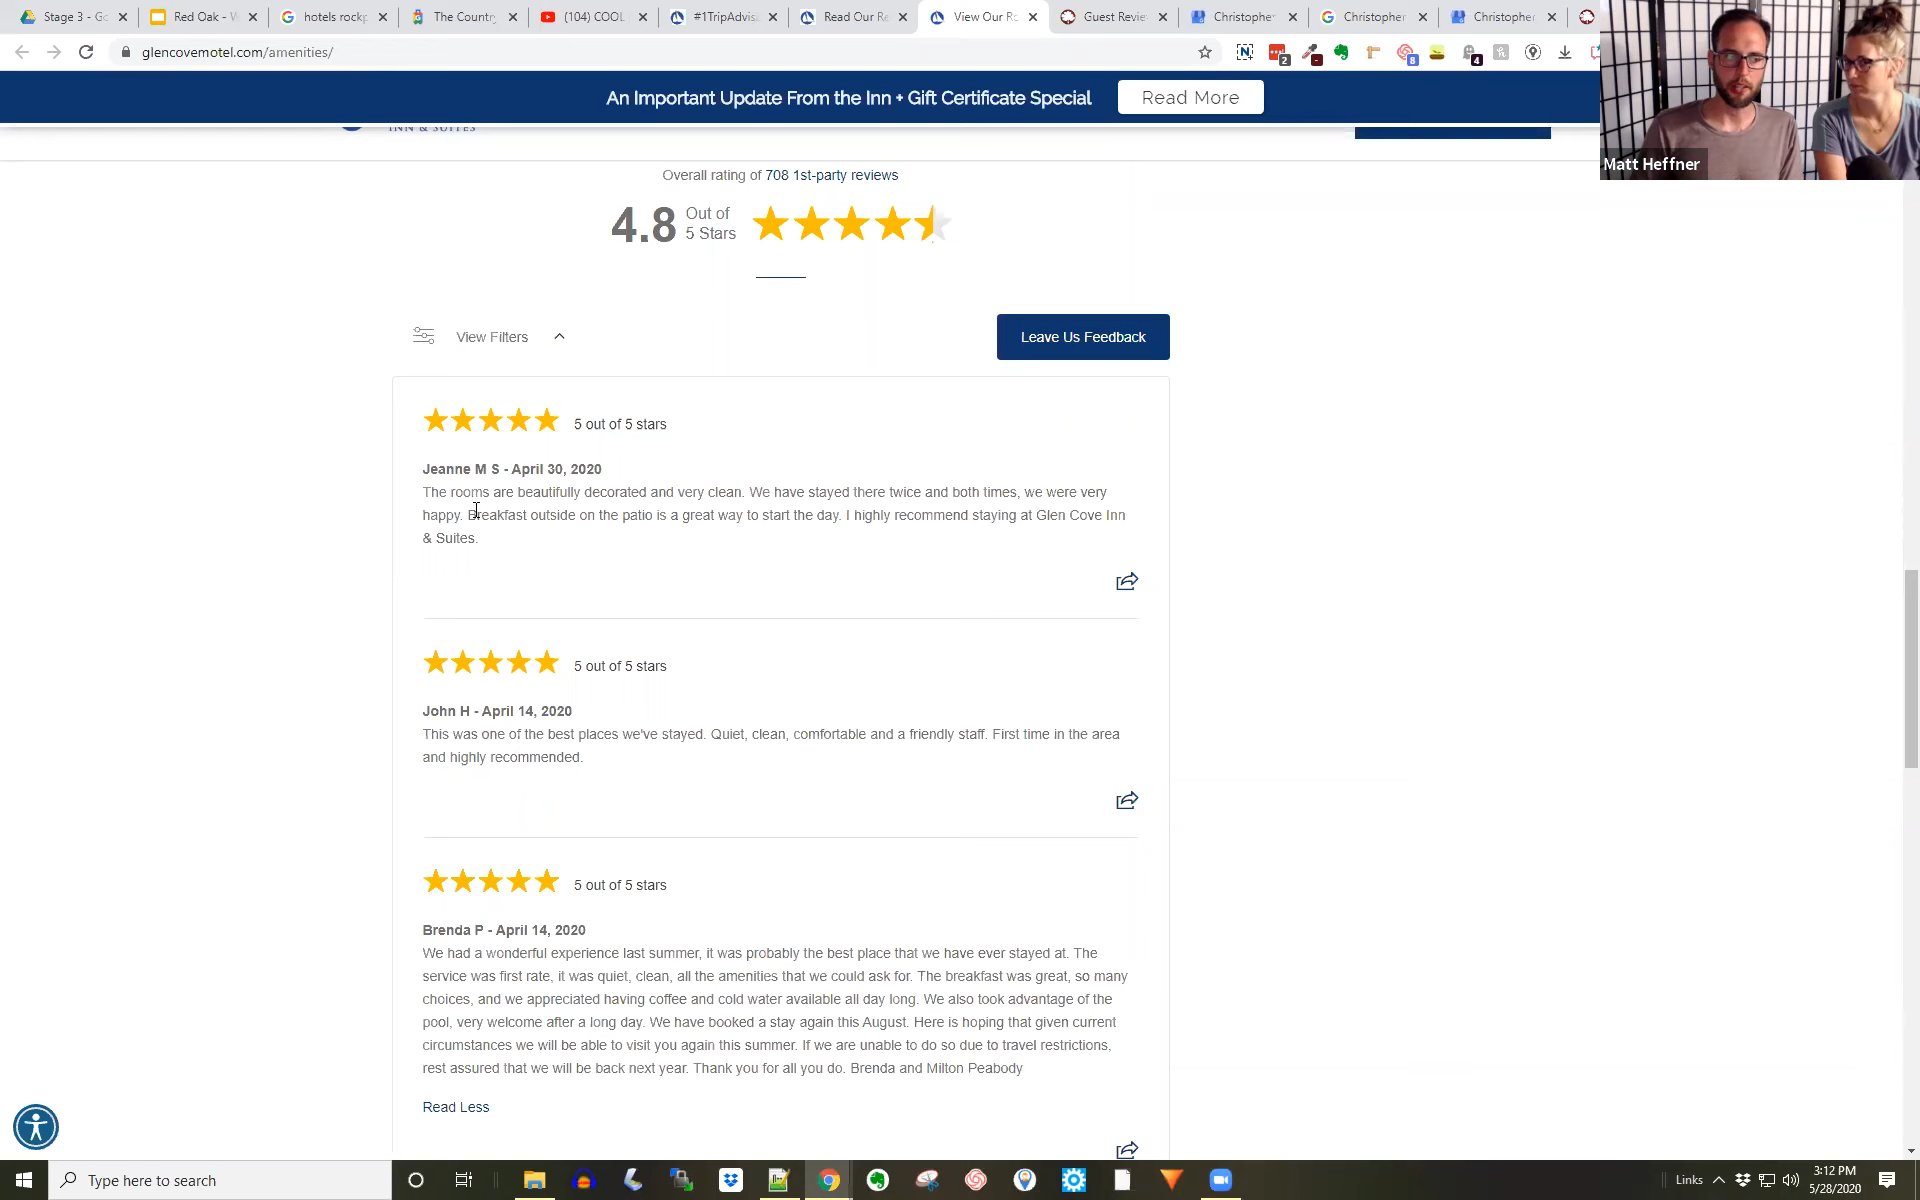 Stage 3 - Go
Red Oak - W
hotels rockp
The Country
(104) COOL
#1TripAdvis
Read Our Re
View Our Ro
Guest Revie
Christopher
Christopher
Christopher
glencovemotel.com/amenities/
2
8
4
An Important Update From the Inn + Gift Certificate Special
Read More
INN & SUITES
Matt Heffner
Overall rating of 708 1st-party reviews
4.8
Out of
5 Stars
View Filters
Leave Us Feedback
5 out of 5 stars
Jeanne M S - April 30, 2020
The rooms are beautifully decorated and very clean. We have stayed there twice and both times, we were very
happy. Breakfast outside on the patio is a great way to start the day. I highly recommend staying at Glen Cove Inn
& Suites.
5 out of 5 stars
John H - April 14, 2020
This was one of the best places we've stayed. Quiet, clean, comfortable and a friendly staff. First time in the area
and highly recommended.
5 out of 5 stars
Brenda P - April 14, 2020
We had a wonderful experience last summer, it was probably the best place that we have ever stayed at. The
service was first rate, it was quiet, clean, all the amenities that we could ask for. The breakfast was great, so many
choices, and we appreciated having coffee and cold water available all day long. We also took advantage of the
pool, very welcome after a long day. We have booked a stay again this August. Here is hoping that given current
circumstances we will be able to visit you again this summer. If we are unable to do so due to travel restrictions,
rest assured that we will be back next year. Thank you for all you do. Brenda and Milton Peabody
Read Less
Type here to search
Links
3:12 PM
5/28/2020